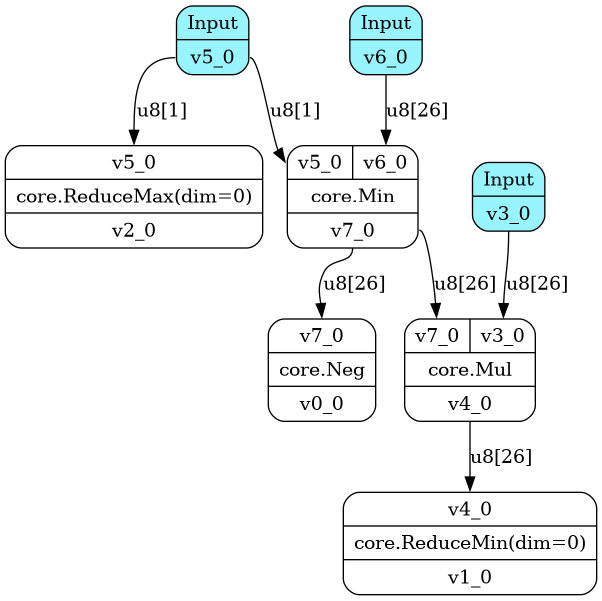 Input
v5_0
Input
v6_0
u8[1]
u8[1]
u8[26]
v5_0
core.ReduceMax(dim=0)
v2_0
v5_0 v6_0
core.Min
v7_0
Input
v3_0
u8[26]
u8[26]
u8[26]
v7_0
core.Neg
v0_0
v7_0 v3_0
core.Mul
v4_0
u8[26]
v4_0
core.ReduceMin(dim=0)
v1_0